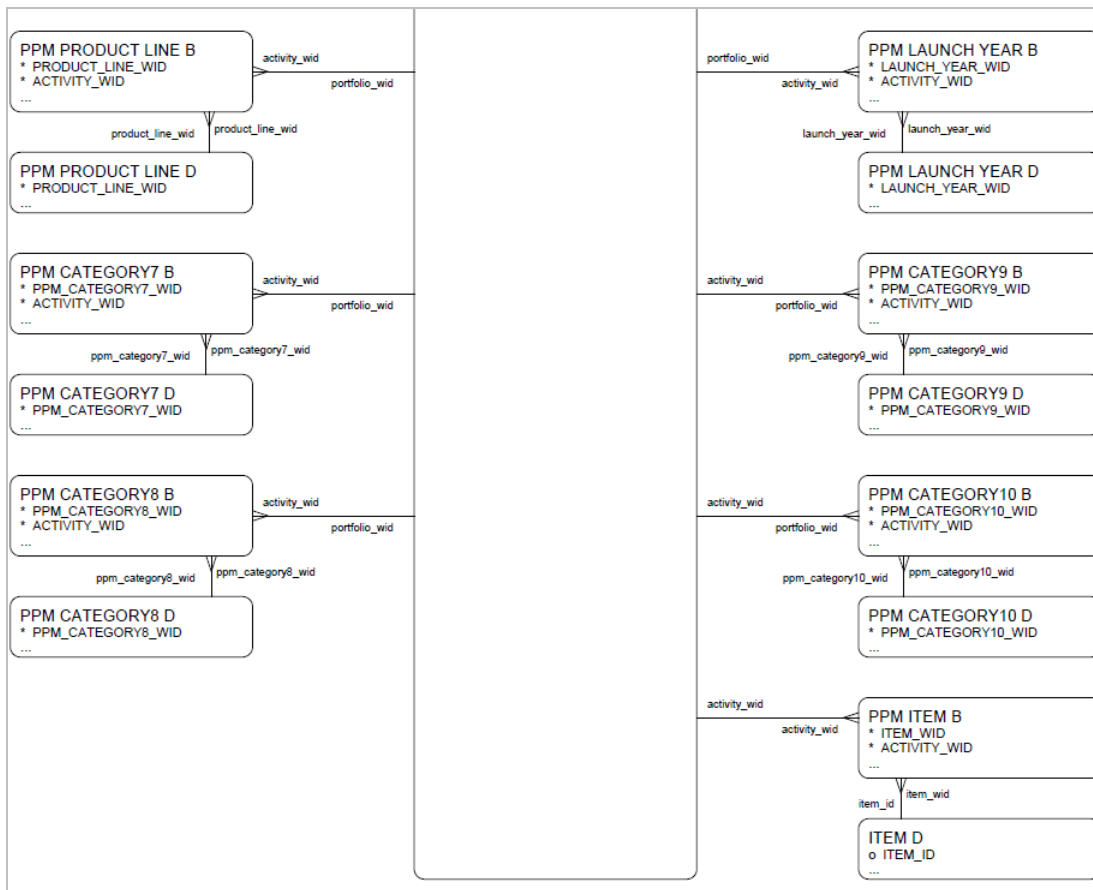 PPM PRODUCT LINE B
* PRODUCT_LINE_WID
* ACTIVITY_WID
...
activity_wid
portfolio_wid
product_line_wid
product_line_wid
PPM PRODUCT LINE D
* PRODUCT_LINE_WID
...
PPM CATEGORY7 B
* PPM_CATEGORY7_WID
* ACTIVITY_WID
...
activity_wid
portfolio_wid
ppm_category7_wid
ppm_category7_wid
PPM CATEGORY7 D
* PPM_CATEGORY7_WID
...
PPM CATEGORY8 B
* PPM_CATEGORY8_WID
* ACTIVITY_WID
...
activity_wid
portfolio_wid
ppm_category8_wid
ppm_category8_wid
PPM CATEGORY8 D
* PPM_CATEGORY8_WID
...
portfolio_wid
activity_wid
PPM LAUNCH YEAR B
* LAUNCH_YEAR_WID
* ACTIVITY_WID
...
launch_year_wid
launch_year_wid
PPM LAUNCH YEAR D
* LAUNCH_YEAR_WID
...
activity_wid
portfolio_wid
PPM CATEGORY9 B
* PPM_CATEGORY9_WID
* ACTIVITY_WID
...
ppm_category9_wid
ppm_category9_wid
PPM CATEGORY9 D
* PPM_CATEGORY9_WID
...
activity_wid
portfolio_wid
PPM CATEGORY10 B
* PPM_CATEGORY10_WID
* ACTIVITY_WID
...
ppm_category10_wid
ppm_category10_wid
PPM CATEGORY10 D
* PPM_CATEGORY10_WID
...
activity_wid
activity_wid
PPM ITEM B
* ITEM_WID
* ACTIVITY_WID
...
item_wid
item_id
ITEM D
o ITEM_ID
...